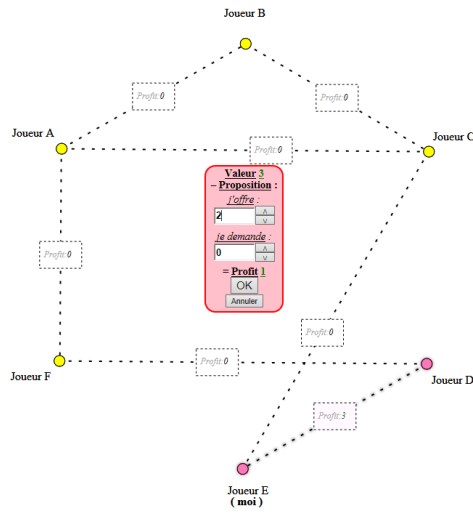 Joueur B
Profit:0
Profit:0
Joueur A
Joueur C
Profit:0
Valeur 3
– Proposition :
j'offre :
2
je demande :
0
= Profit 1
OK
Annuler
Profit:0
Profit:0
Profit:0
Joueur F
Joueur D
Profit:3
Joueur E
( moi )